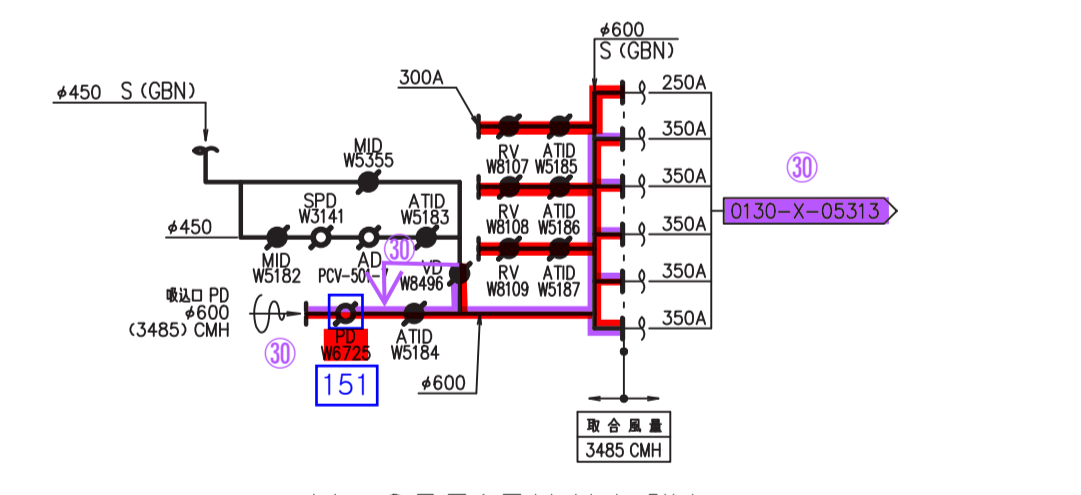 φ600
S (GBN)
300A
250A
φ450 S (GBN)
350A
MID
W5355
RV
W8107
ATID
W5185
350A
㉚
0130-X-05313
SPD
W3141
ATID
W5183
φ450
RV
W8108
ATID
W5186
350A
MID
W5182
AD
㉚
VD
W8496
RV
W8109
ATID
W5187
350A
吸込口 PD
φ600
(3485) CMH
350A
㉚
PD
W6725
ATID
W5184
151
φ600
取合風量
3485 CMH